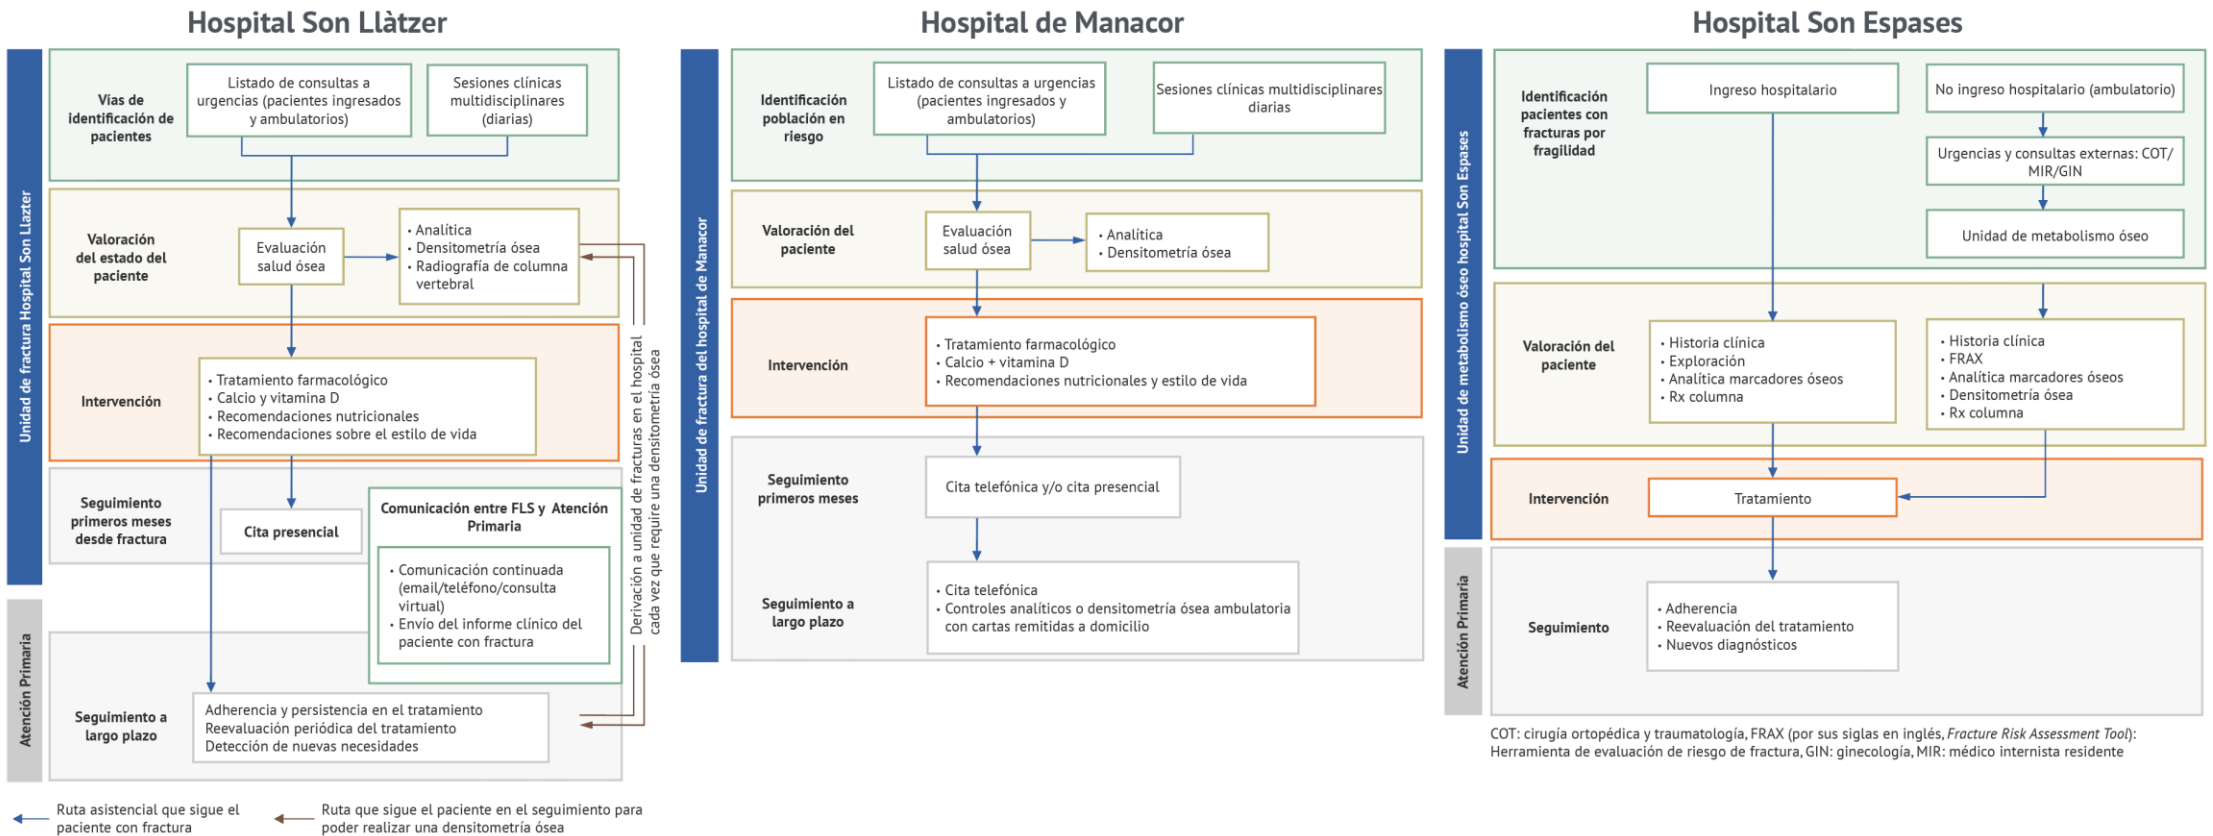 Hospital Son Llàtzer
Unidad de fractura Hospital Son Llazter
Vías de
identificación de
pacientes
Listado de consultas a
urgencias (pacientes ingresados
y ambulatorios)
Sesiones clínicas
multidisciplinares
(diarias)
Valoración
del estado del
paciente
Evaluación
salud ósea
• Analítica
• Densitometría ósea
• Radiografía de columna
vertebral
Intervención
• Tratamiento farmacológico
• Calcio y vitamina D
• Recomendaciones nutricionales
• Recomendaciones sobre el estilo de vida
Seguimiento
primeros meses
desde fractura
Cita presencial
Comunicación entre FLS y Atención
Primaria
• Comunicación continuada
(email/teléfono/consulta
virtual)
• Envío del informe clínico del
paciente con fractura
Derivación a unidad de fracturas en el hospital
cada vez que require una densitometría ósea
Atención Primaria
Seguimiento a
largo plazo
Adherencia y persistencia en el tratamiento
Reevaluación periódica del tratamiento
Detección de nuevas necesidades
Ruta asistencial que sigue el
paciente con fractura
Ruta que sigue el paciente en el seguimiento para
poder realizar una densitometría ósea
Hospital de Manacor
Unidad de fractura del hospital de Manacor
Identificación
población en
riesgo
Listado de consultas a urgencias
(pacientes ingresados y
ambulatorios)
Sesiones clínicas multidisciplinares
diarias
Valoración del
paciente
Evaluación
salud ósea
• Analítica
• Densitometría ósea
Intervención
• Tratamiento farmacológico
• Calcio + vitamina D
• Recomendaciones nutricionales y estilo de vida
Seguimiento
primeros meses
Cita telefónica y/o cita presencial
Seguimiento a
largo plazo
• Cita telefónica
• Controles analíticos o densitometría ósea ambulatoria
con cartas remitidas a domicilio
Hospital Son Espases
Unidad de metabolismo óseo hospital Son Espases
Identificación
pacientes con
fracturas por
fragilidad
Ingreso hospitalario
No ingreso hospitalario (ambulatorio)
Urgencias y consultas externas: COT/
MIR/GIN
Unidad de metabolismo óseo
Valoración del
paciente
• Historia clínica
• Exploración
• Analítica marcadores óseos
• Rx columna
• Historia clínica
• FRAX
• Analítica marcadores óseos
• Densitometría ósea
• Rx columna
Intervención
Tratamiento
Atención Primaria
Seguimiento
• Adherencia
• Reevaluación del tratamiento
• Nuevos diagnósticos
COT: cirugía ortopédica y traumatología, FRAX (por sus siglas en inglés, Fracture Risk Assessment Tool):
Herramienta de evaluación de riesgo de fractura, GIN: ginecología, MIR: médico internista residente